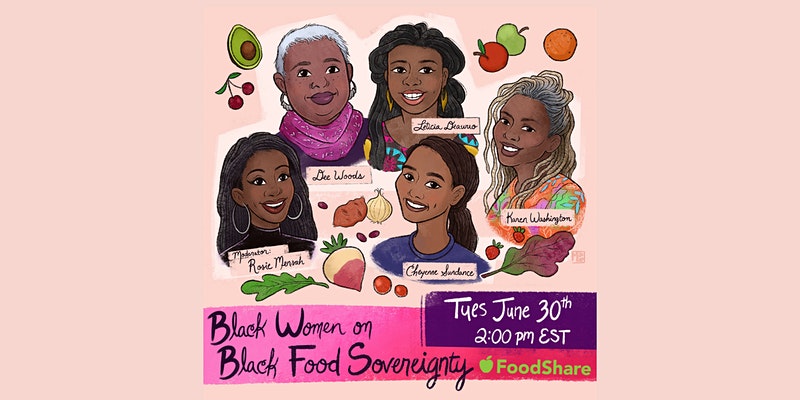 Dee Woods
Leticia Deawuo
Karen Washington
Moderator:
Rosie Mensah
Cheyenne Sundance
Tues June 30th
2:00 pm EST
Black Women on
Black Food Sovereignty
FoodShare